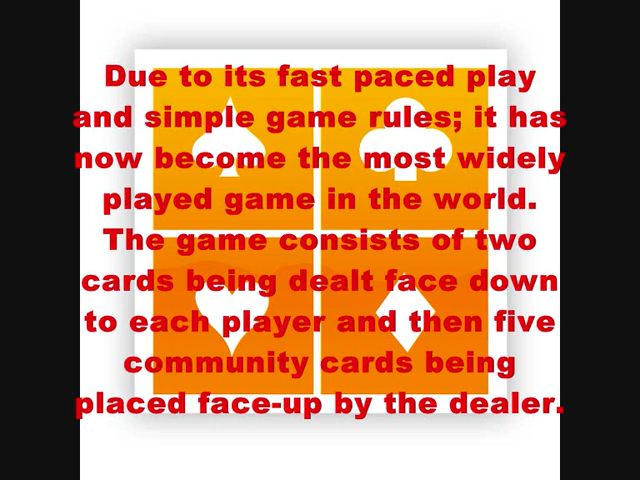 Due to its fast paced play
and simple game rules; it has
now become the most widely
played game in the world.
The game consists of two
cards being dealt face down
to each player and then five
community cards being
placed face-up by the dealer.